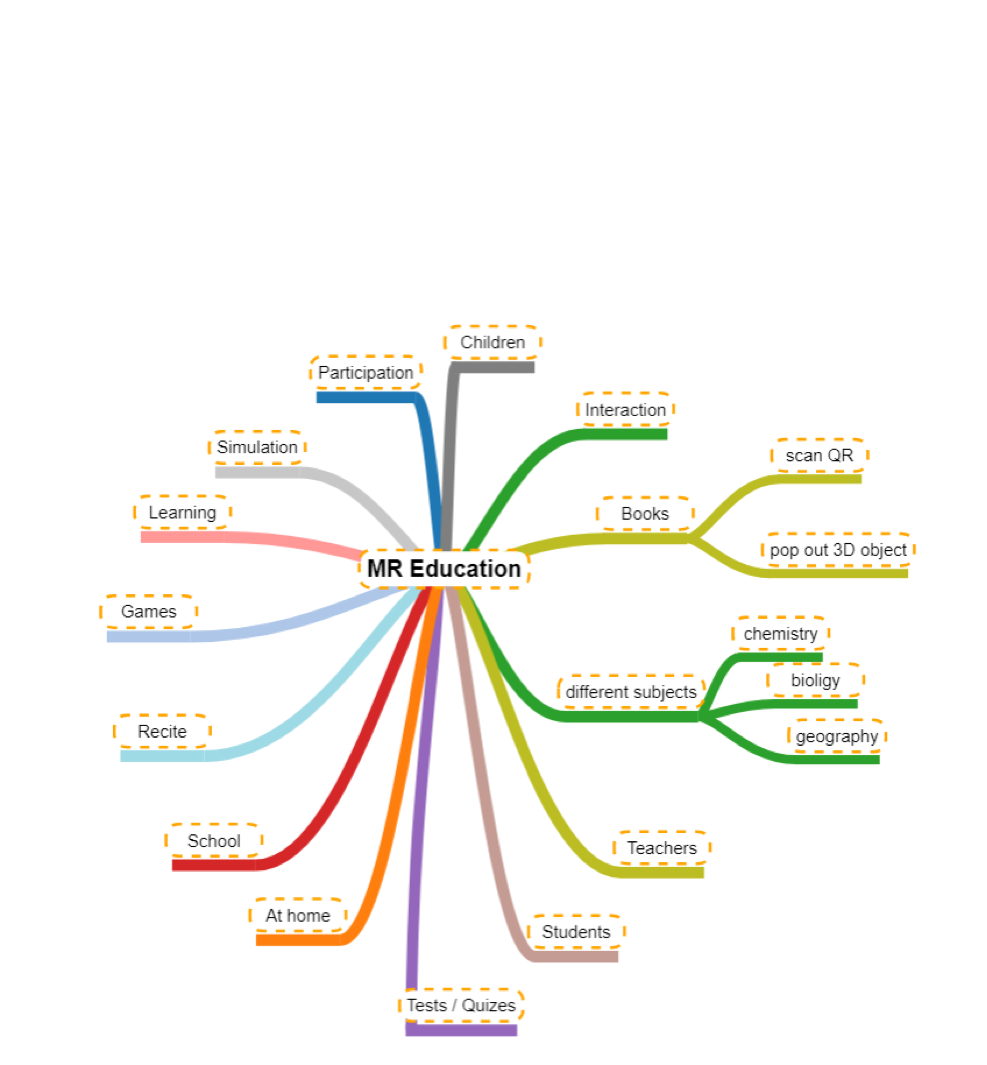 Children
Participation
Interaction
Simulation
scan QR
Learning
Books
pop out 3D object
MR Education
Games
chemistry
bioligy
different subjects
geography
Recite
School
Teachers
At home
Students
Tests / Quizes